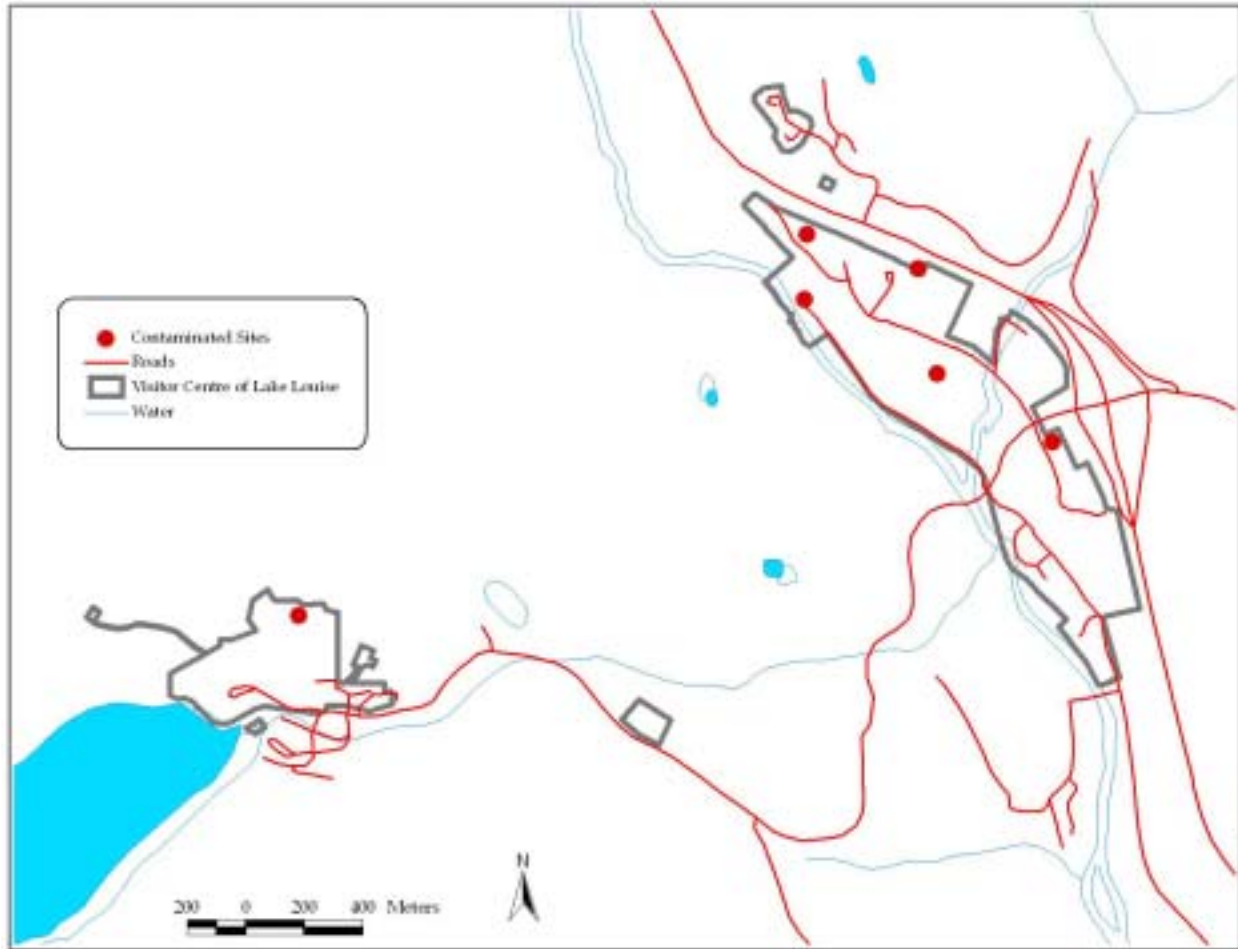 Contaminated Sites
Roads
Visitor Centre of Lake Louise
Water
N
200 0 200 400 Meters